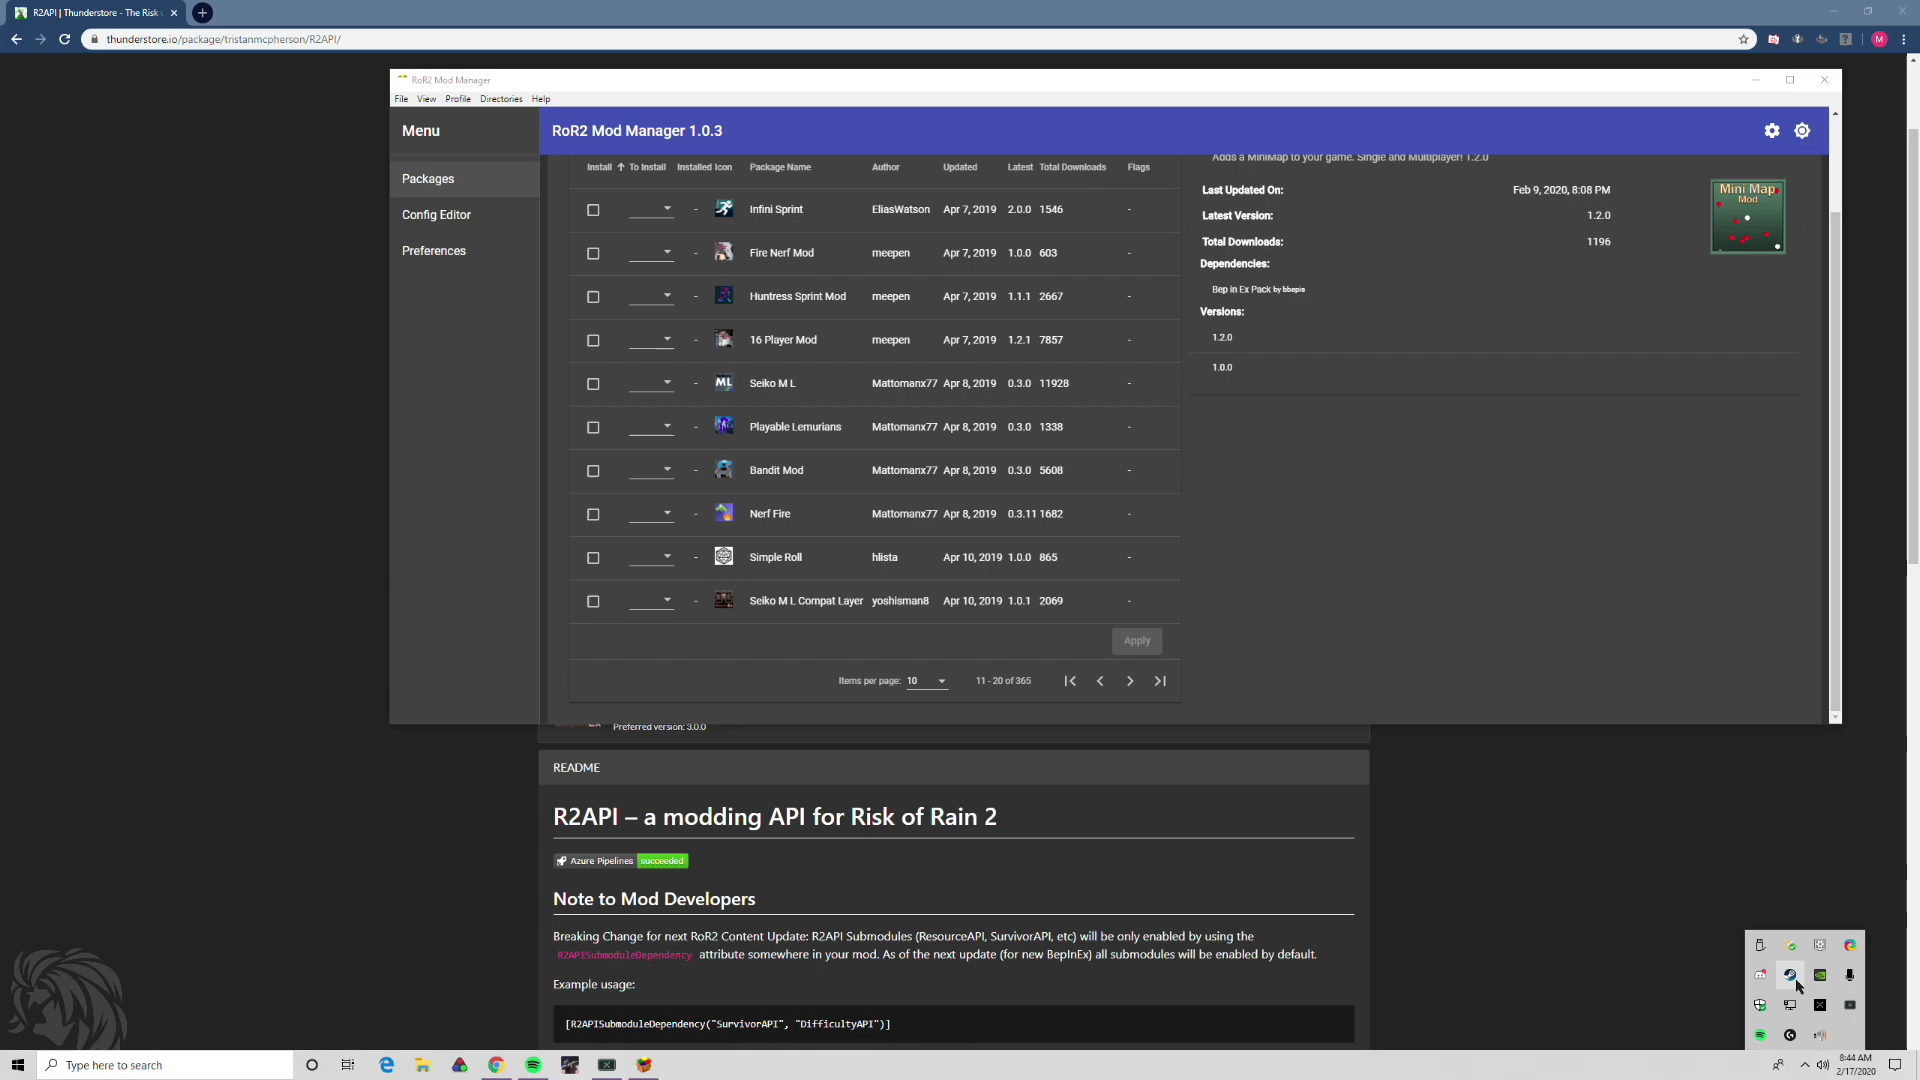 R2API | Thunderstore - The Risk
thunderstore.io/package/tristanmcpherson/R2API/
M
RoR2 Mod Manager
File View Profile Directories Help
Menu
RoR2 Mod Manager 1.0.3
Packages
Config Editor
Preferences
Install To Install Installed Icon Package Name Author Updated Latest Total Downloads Flags
- Infini Sprint EliasWatson Apr 7, 2019 2.0.0 1546 -
- Fire Nerf Mod meepen Apr 7, 2019 1.0.0 603 -
- Huntress Sprint Mod meepen Apr 7, 2019 1.1.1 2667 -
- 16 Player Mod meepen Apr 7, 2019 1.2.1 7857 -
- ML Seiko M L Mattomanx77 Apr 8, 2019 0.3.0 11928 -
- Playable Lemurians Mattomanx77 Apr 8, 2019 0.3.0 1338 -
- Bandit Mod Mattomanx77 Apr 8, 2019 0.3.0 5608 -
- Nerf Fire Mattomanx77 Apr 8, 2019 0.3.11 1682 -
- Simple Roll hlista Apr 10, 2019 1.0.0 865 -
- Seiko M L Compat Layer yoshisman8 Apr 10, 2019 1.0.1 2069 -
Apply
Items per page: 10 11 - 20 of 365
Adds a MiniMap to your game. Single and Multiplayer! 1.2.0
Last Updated On: Feb 9, 2020, 8:08 PM
Latest Version: 1.2.0
Total Downloads: 1196
Mini Map
Mod
Dependencies:
Bep in Ex Pack by bbepis
Versions:
1.2.0
1.0.0
Preferred version: 3.0.0
README
R2API – a modding API for Risk of Rain 2
Azure Pipelines succeeded
Note to Mod Developers
Breaking Change for next RoR2 Content Update: R2API Submodules (ResourceAPI, SurvivorAPI, etc) will be only enabled by using the
R2APISubmoduleDependency attribute somewhere in your mod. As of the next update (for new BepInEx) all submodules will be enabled by default.
Example usage:
[R2APISubmoduleDependency("SurvivorAPI", "DifficultyAPI")]
Type here to search
8:44 AM
2/17/2020